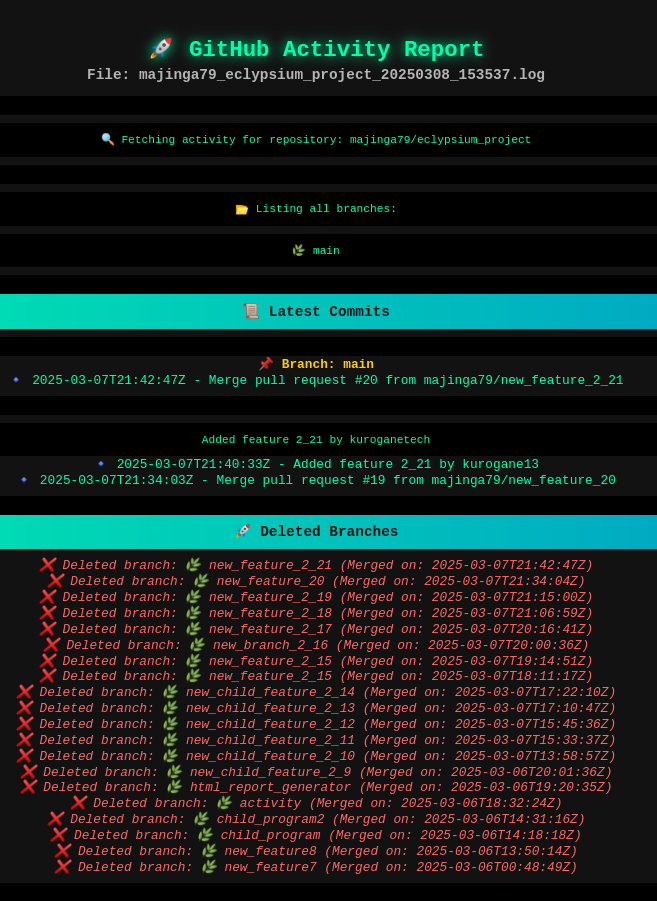 🚀 GitHub Activity Report
File: majinga79_eclypsium_project_20250308_153537.log
🔍 Fetching activity for repository: majinga79/eclypsium_project
📂 Listing all branches:
🌿 main
📜 Latest Commits
📌 Branch: main
🔹 2025-03-07T21:42:47Z - Merge pull request #20 from majinga79/new_feature_2_21
Added feature 2_21 by kuroganetech
🔹 2025-03-07T21:40:33Z - Added feature 2_21 by kurogane13
🔹 2025-03-07T21:34:03Z - Merge pull request #19 from majinga79/new_feature_20
🚀 Deleted Branches
❌ Deleted branch: 🌿 new_feature_2_21 (Merged on: 2025-03-07T21:42:47Z)
❌ Deleted branch: 🌿 new_feature_20 (Merged on: 2025-03-07T21:34:04Z)
❌ Deleted branch: 🌿 new_feature_2_19 (Merged on: 2025-03-07T21:15:00Z)
❌ Deleted branch: 🌿 new_feature_2_18 (Merged on: 2025-03-07T21:06:59Z)
❌ Deleted branch: 🌿 new_feature_2_17 (Merged on: 2025-03-07T20:16:41Z)
❌ Deleted branch: 🌿 new_branch_2_16 (Merged on: 2025-03-07T20:00:36Z)
❌ Deleted branch: 🌿 new_feature_2_15 (Merged on: 2025-03-07T19:14:51Z)
❌ Deleted branch: 🌿 new_feature_2_15 (Merged on: 2025-03-07T18:11:17Z)
❌ Deleted branch: 🌿 new_child_feature_2_14 (Merged on: 2025-03-07T17:22:10Z)
❌ Deleted branch: 🌿 new_child_feature_2_13 (Merged on: 2025-03-07T17:10:47Z)
❌ Deleted branch: 🌿 new_child_feature_2_12 (Merged on: 2025-03-07T15:45:36Z)
❌ Deleted branch: 🌿 new_child_feature_2_11 (Merged on: 2025-03-07T15:33:37Z)
❌ Deleted branch: 🌿 new_child_feature_2_10 (Merged on: 2025-03-07T13:58:57Z)
❌ Deleted branch: 🌿 new_child_feature_2_9 (Merged on: 2025-03-06T20:01:36Z)
❌ Deleted branch: 🌿 html_report_generator (Merged on: 2025-03-06T19:20:35Z)
❌ Deleted branch: 🌿 activity (Merged on: 2025-03-06T18:32:24Z)
❌ Deleted branch: 🌿 child_program2 (Merged on: 2025-03-06T14:31:16Z)
❌ Deleted branch: 🌿 child_program (Merged on: 2025-03-06T14:18:18Z)
❌ Deleted branch: 🌿 new_feature8 (Merged on: 2025-03-06T13:50:14Z)
❌ Deleted branch: 🌿 new_feature7 (Merged on: 2025-03-06T00:48:49Z)